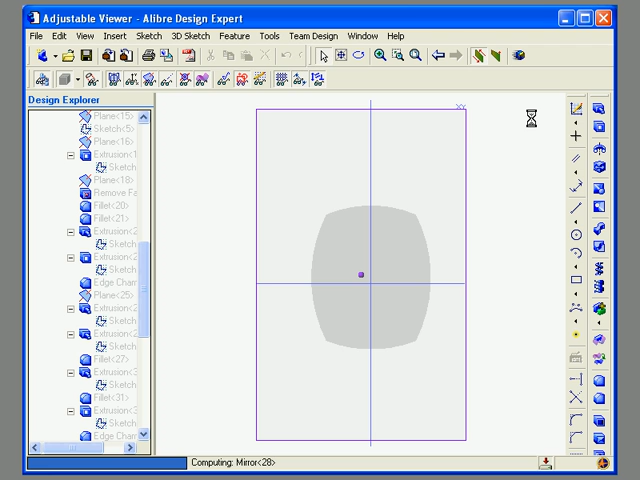 Adjustable Viewer - Alibre Design Expert
File Edit View Insert Sketch 3D Sketch Feature Tools Team Design Window Help
Design Explorer
XY
Plane<15>
Sketch<5>
Plane<16>
Extrusion<1
Sketch
Plane<18>
Remove Fa
Fillet<20>
Fillet<21>
Extrusion<2
Sketch
Extrusion<2
Sketch
Edge Cham
Plane<25>
Extrusion<2
Sketch
Extrusion<2
Sketch
Fillet<27>
Extrusion<3
Sketch
Fillet<31>
Extrusion<3
Sketch
Edge Cham
Computing: Mirror<28>